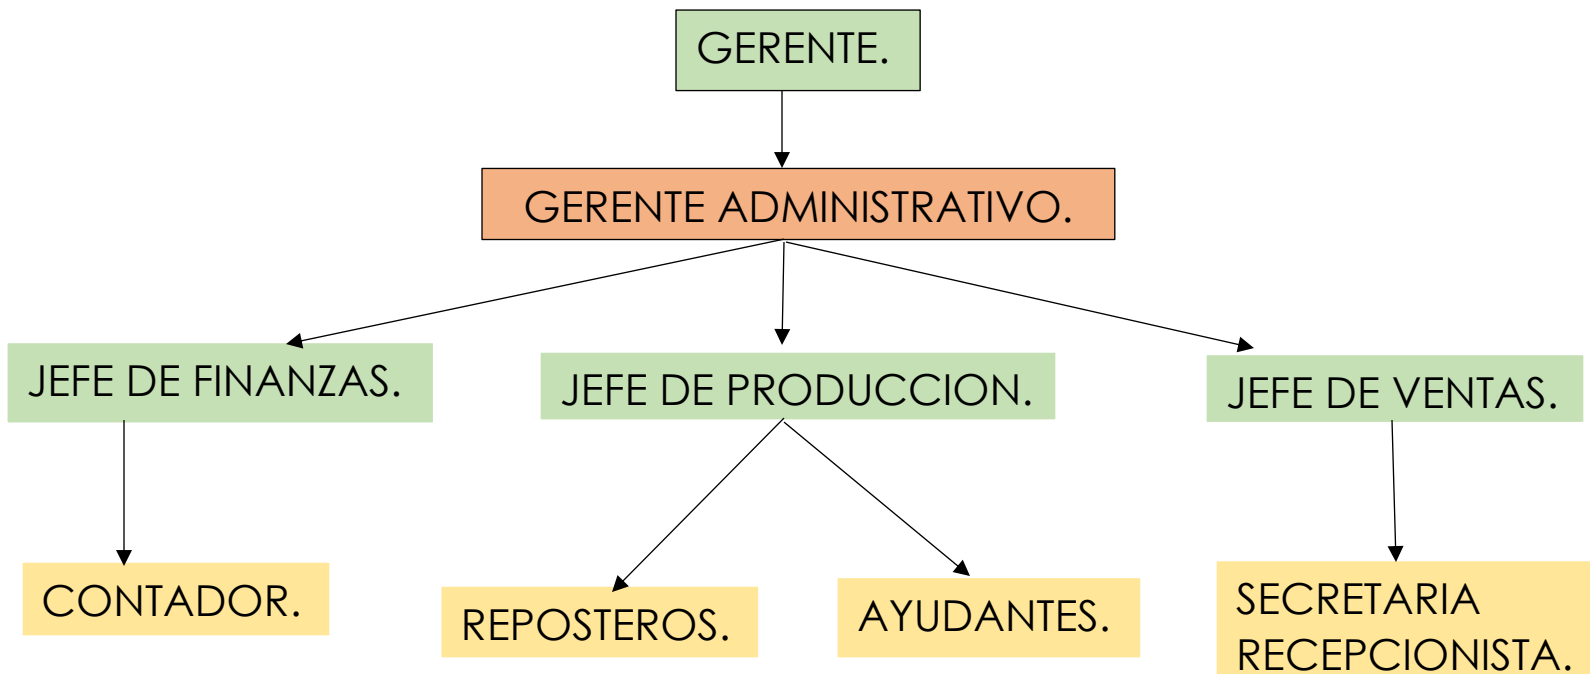 GERENTE.
GERENTE ADMINISTRATIVO.
JEFE DE FINANZAS.
JEFE DE PRODUCCION.
JEFE DE VENTAS.
CONTADOR.
REPOSTEROS.
AYUDANTES.
SECRETARIA
RECEPCIONISTA.